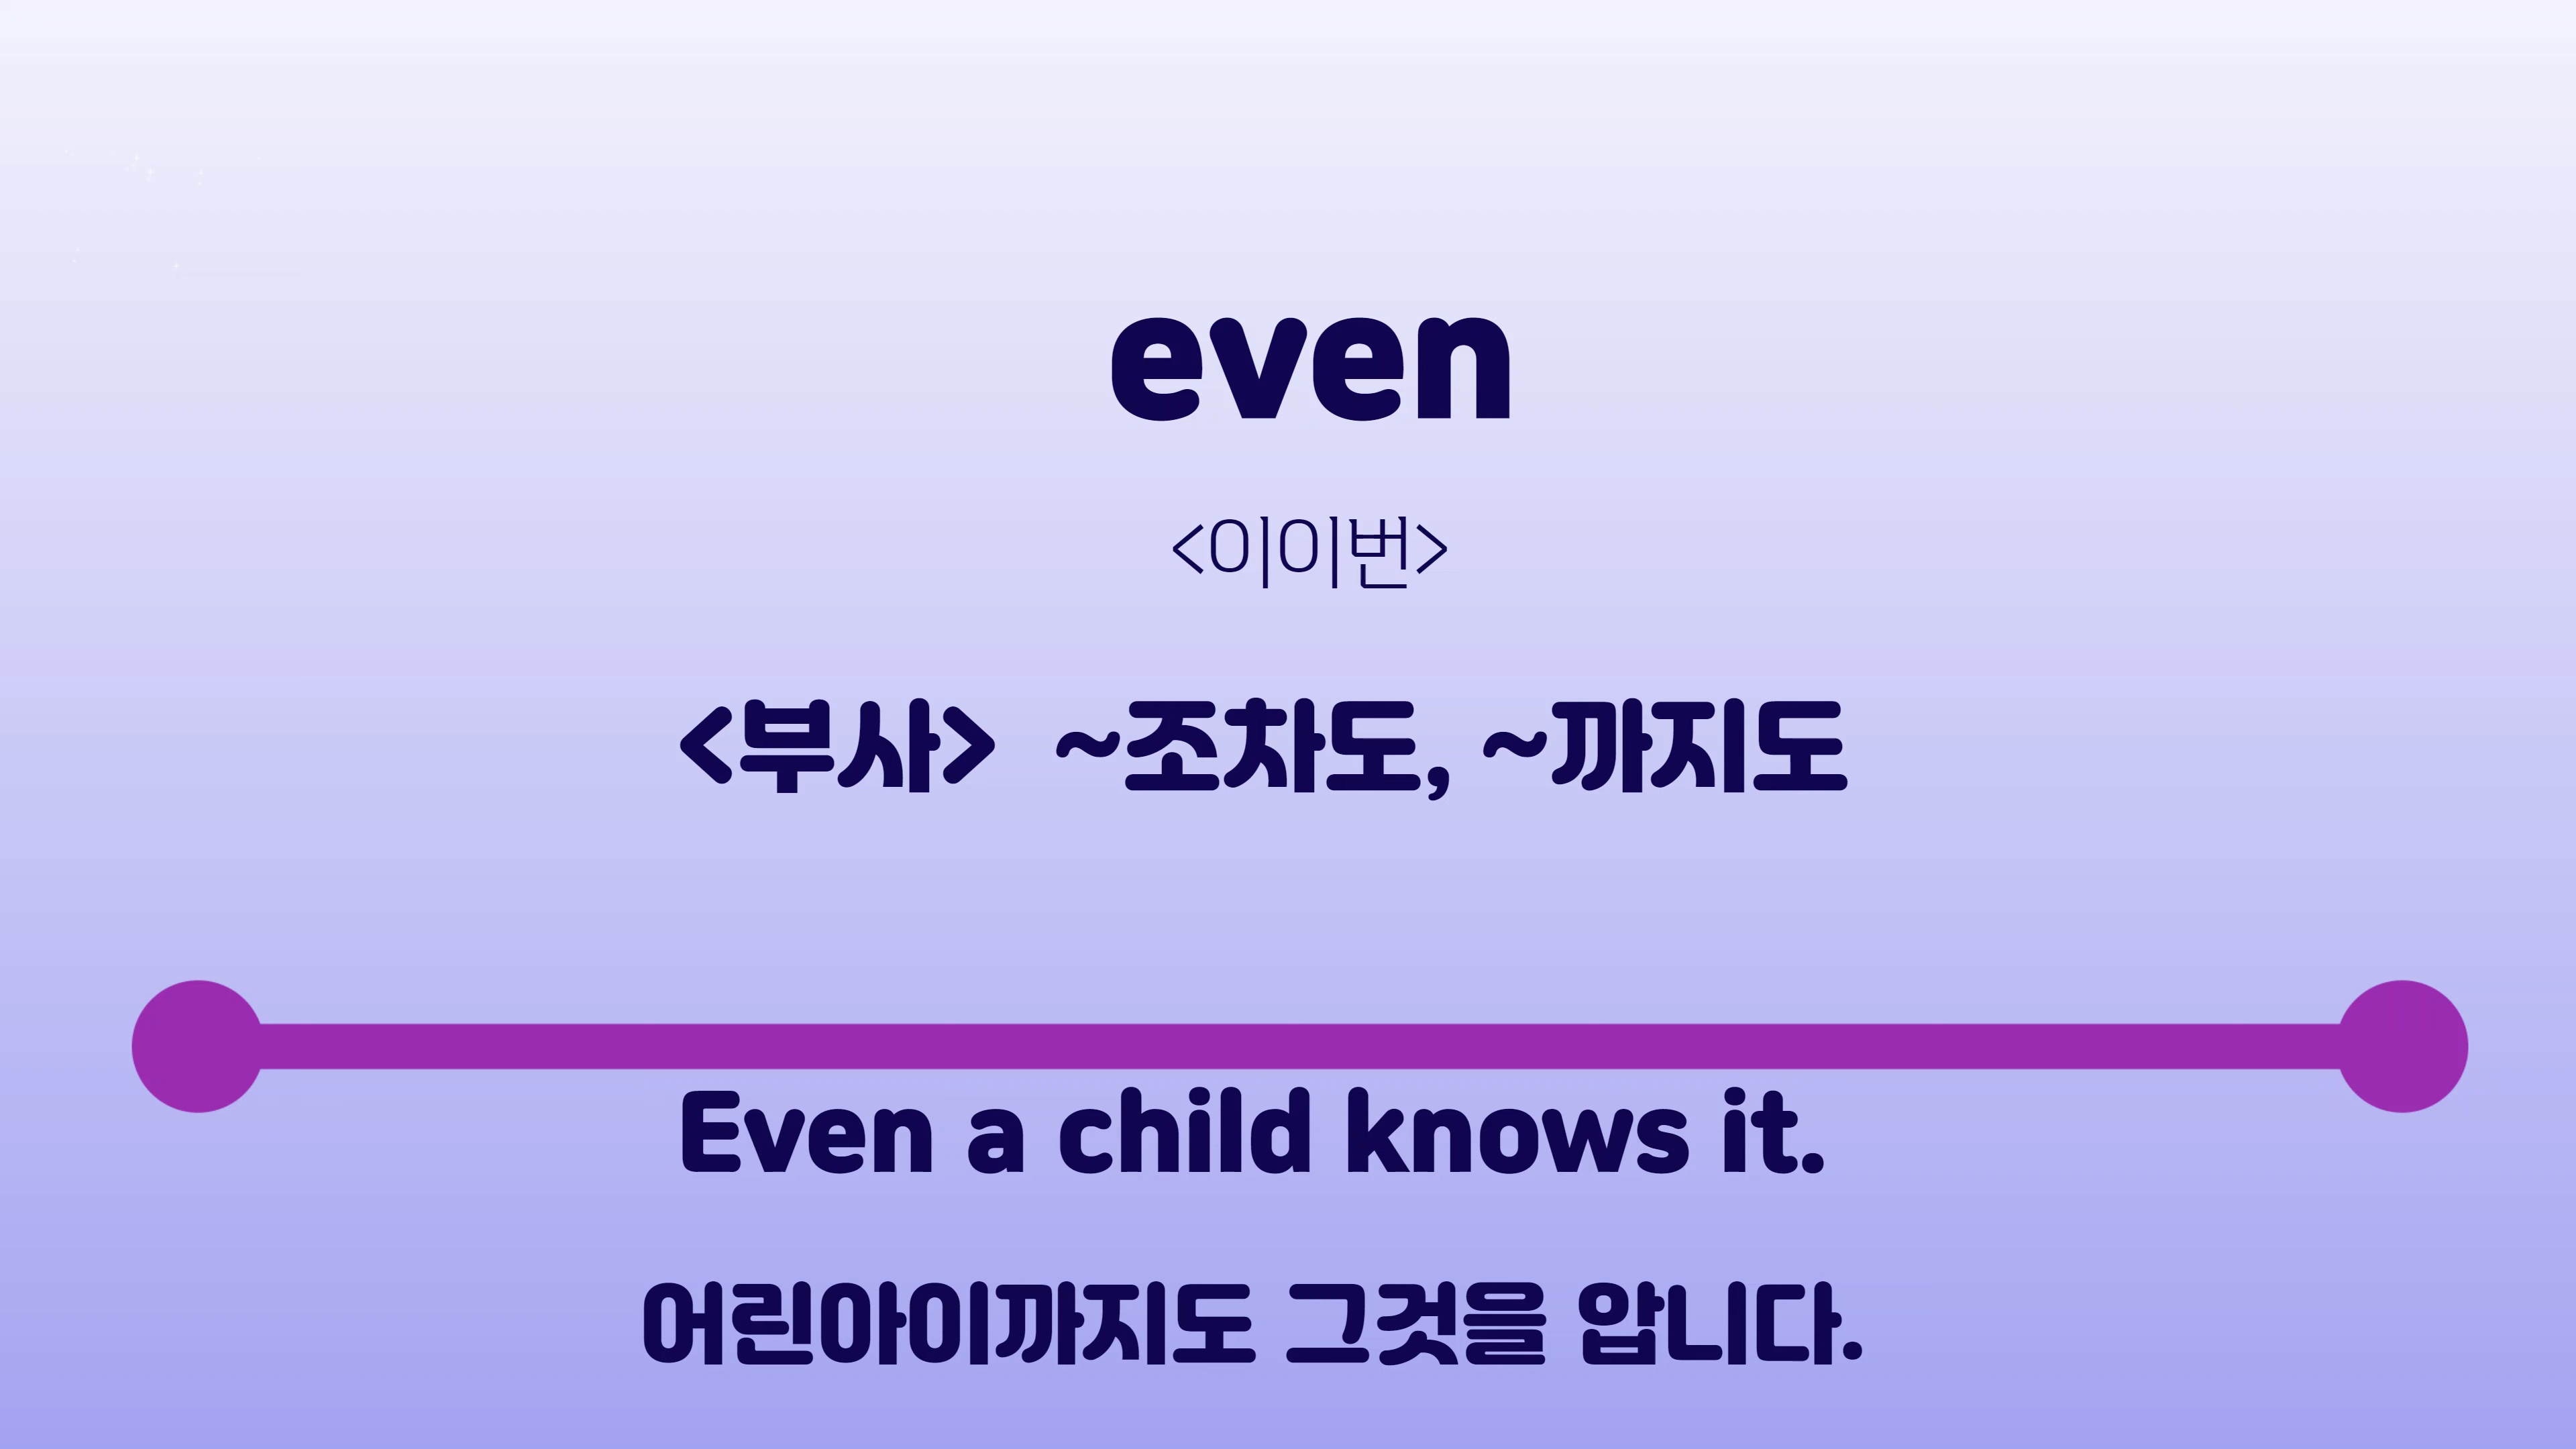 even
<이이번>
<부사> ~조차도, ~까지도
Even a child knows it.
어린아이까지도 그것을 압니다.